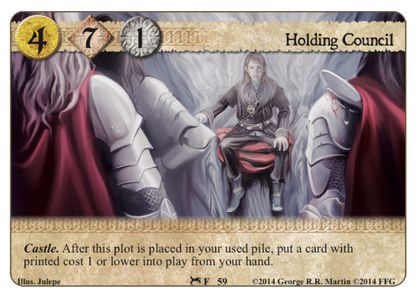 4 7 1 Holding Council
Castle. After this plot is placed in your used pile, put a card with
printed cost 1 or lower into play from your hand.
Illus. Julepe F 59 ©2014 George R.R. Martin ©2014 FFG